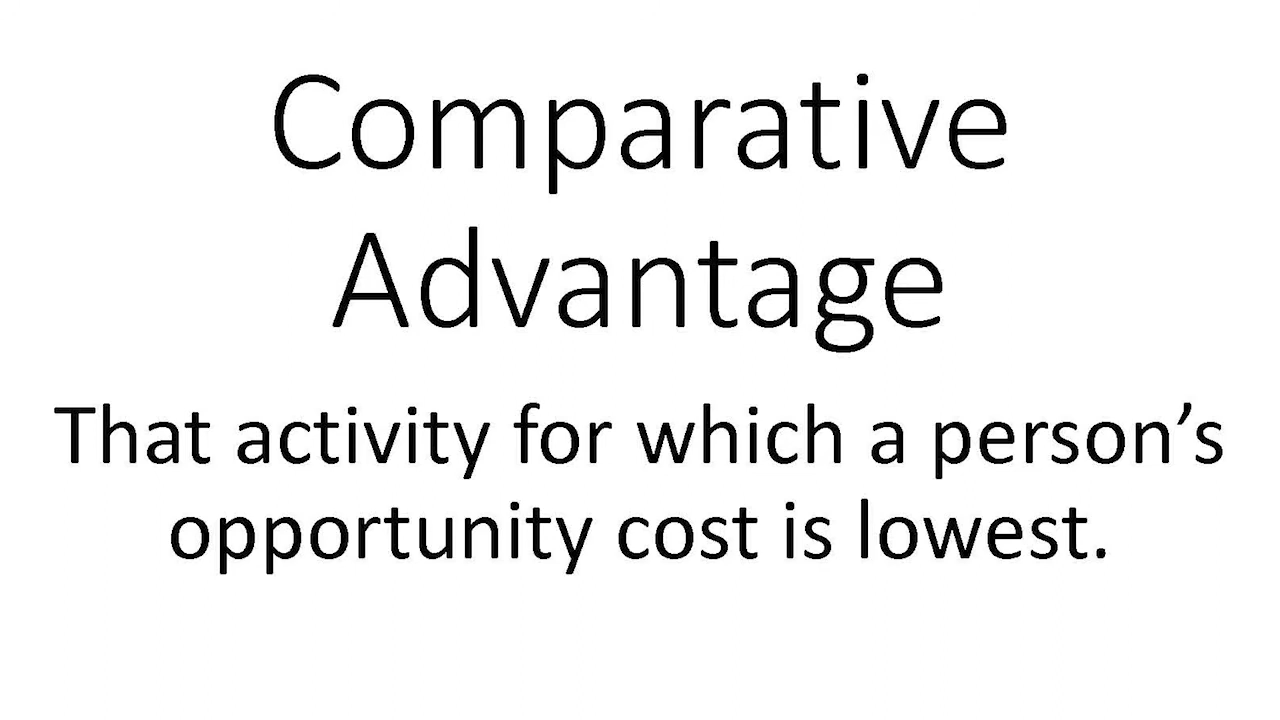 Comparative
Advantage
That activity for which a person’s
opportunity cost is lowest.